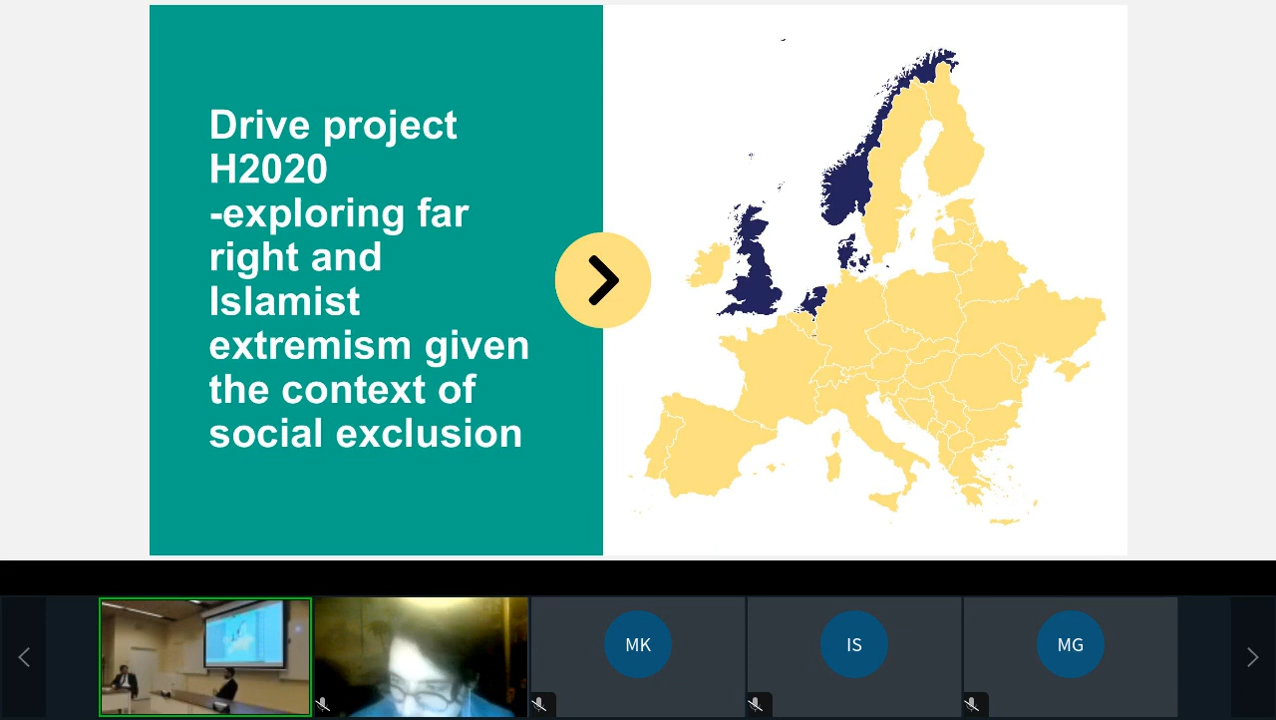 Drive project
H2020
-exploring far
right and
Islamist
extremism given
the context of
social exclusion
MK
IS
MG